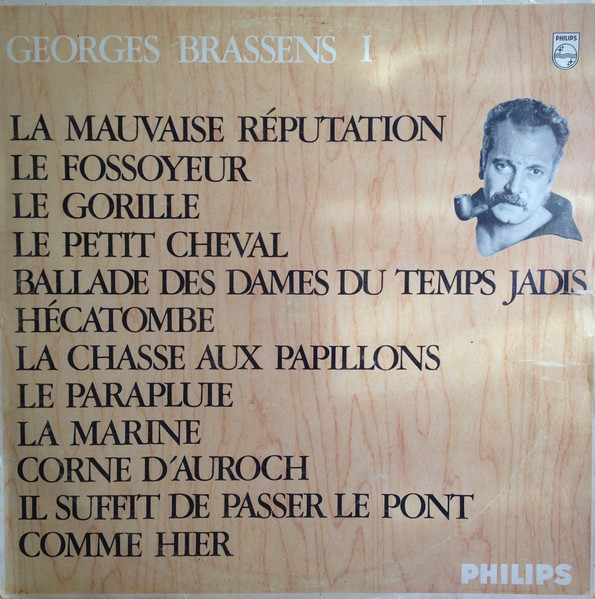 GEORGES BRASSENS I
PHILIPS
LA MAUVAISE RÉPUTATION
LE FOSSOYEUR
LE GORILLE
LE PETIT CHEVAL
BALLADE DES DAMES DU TEMPS JADIS
HÉCATOMBE
LA CHASSE AUX PAPILLONS
LE PARAPLUIE
LA MARINE
CORNE D'AUROCH
IL SUFFIT DE PASSER LE PONT
COMME HIER
PHILIPS